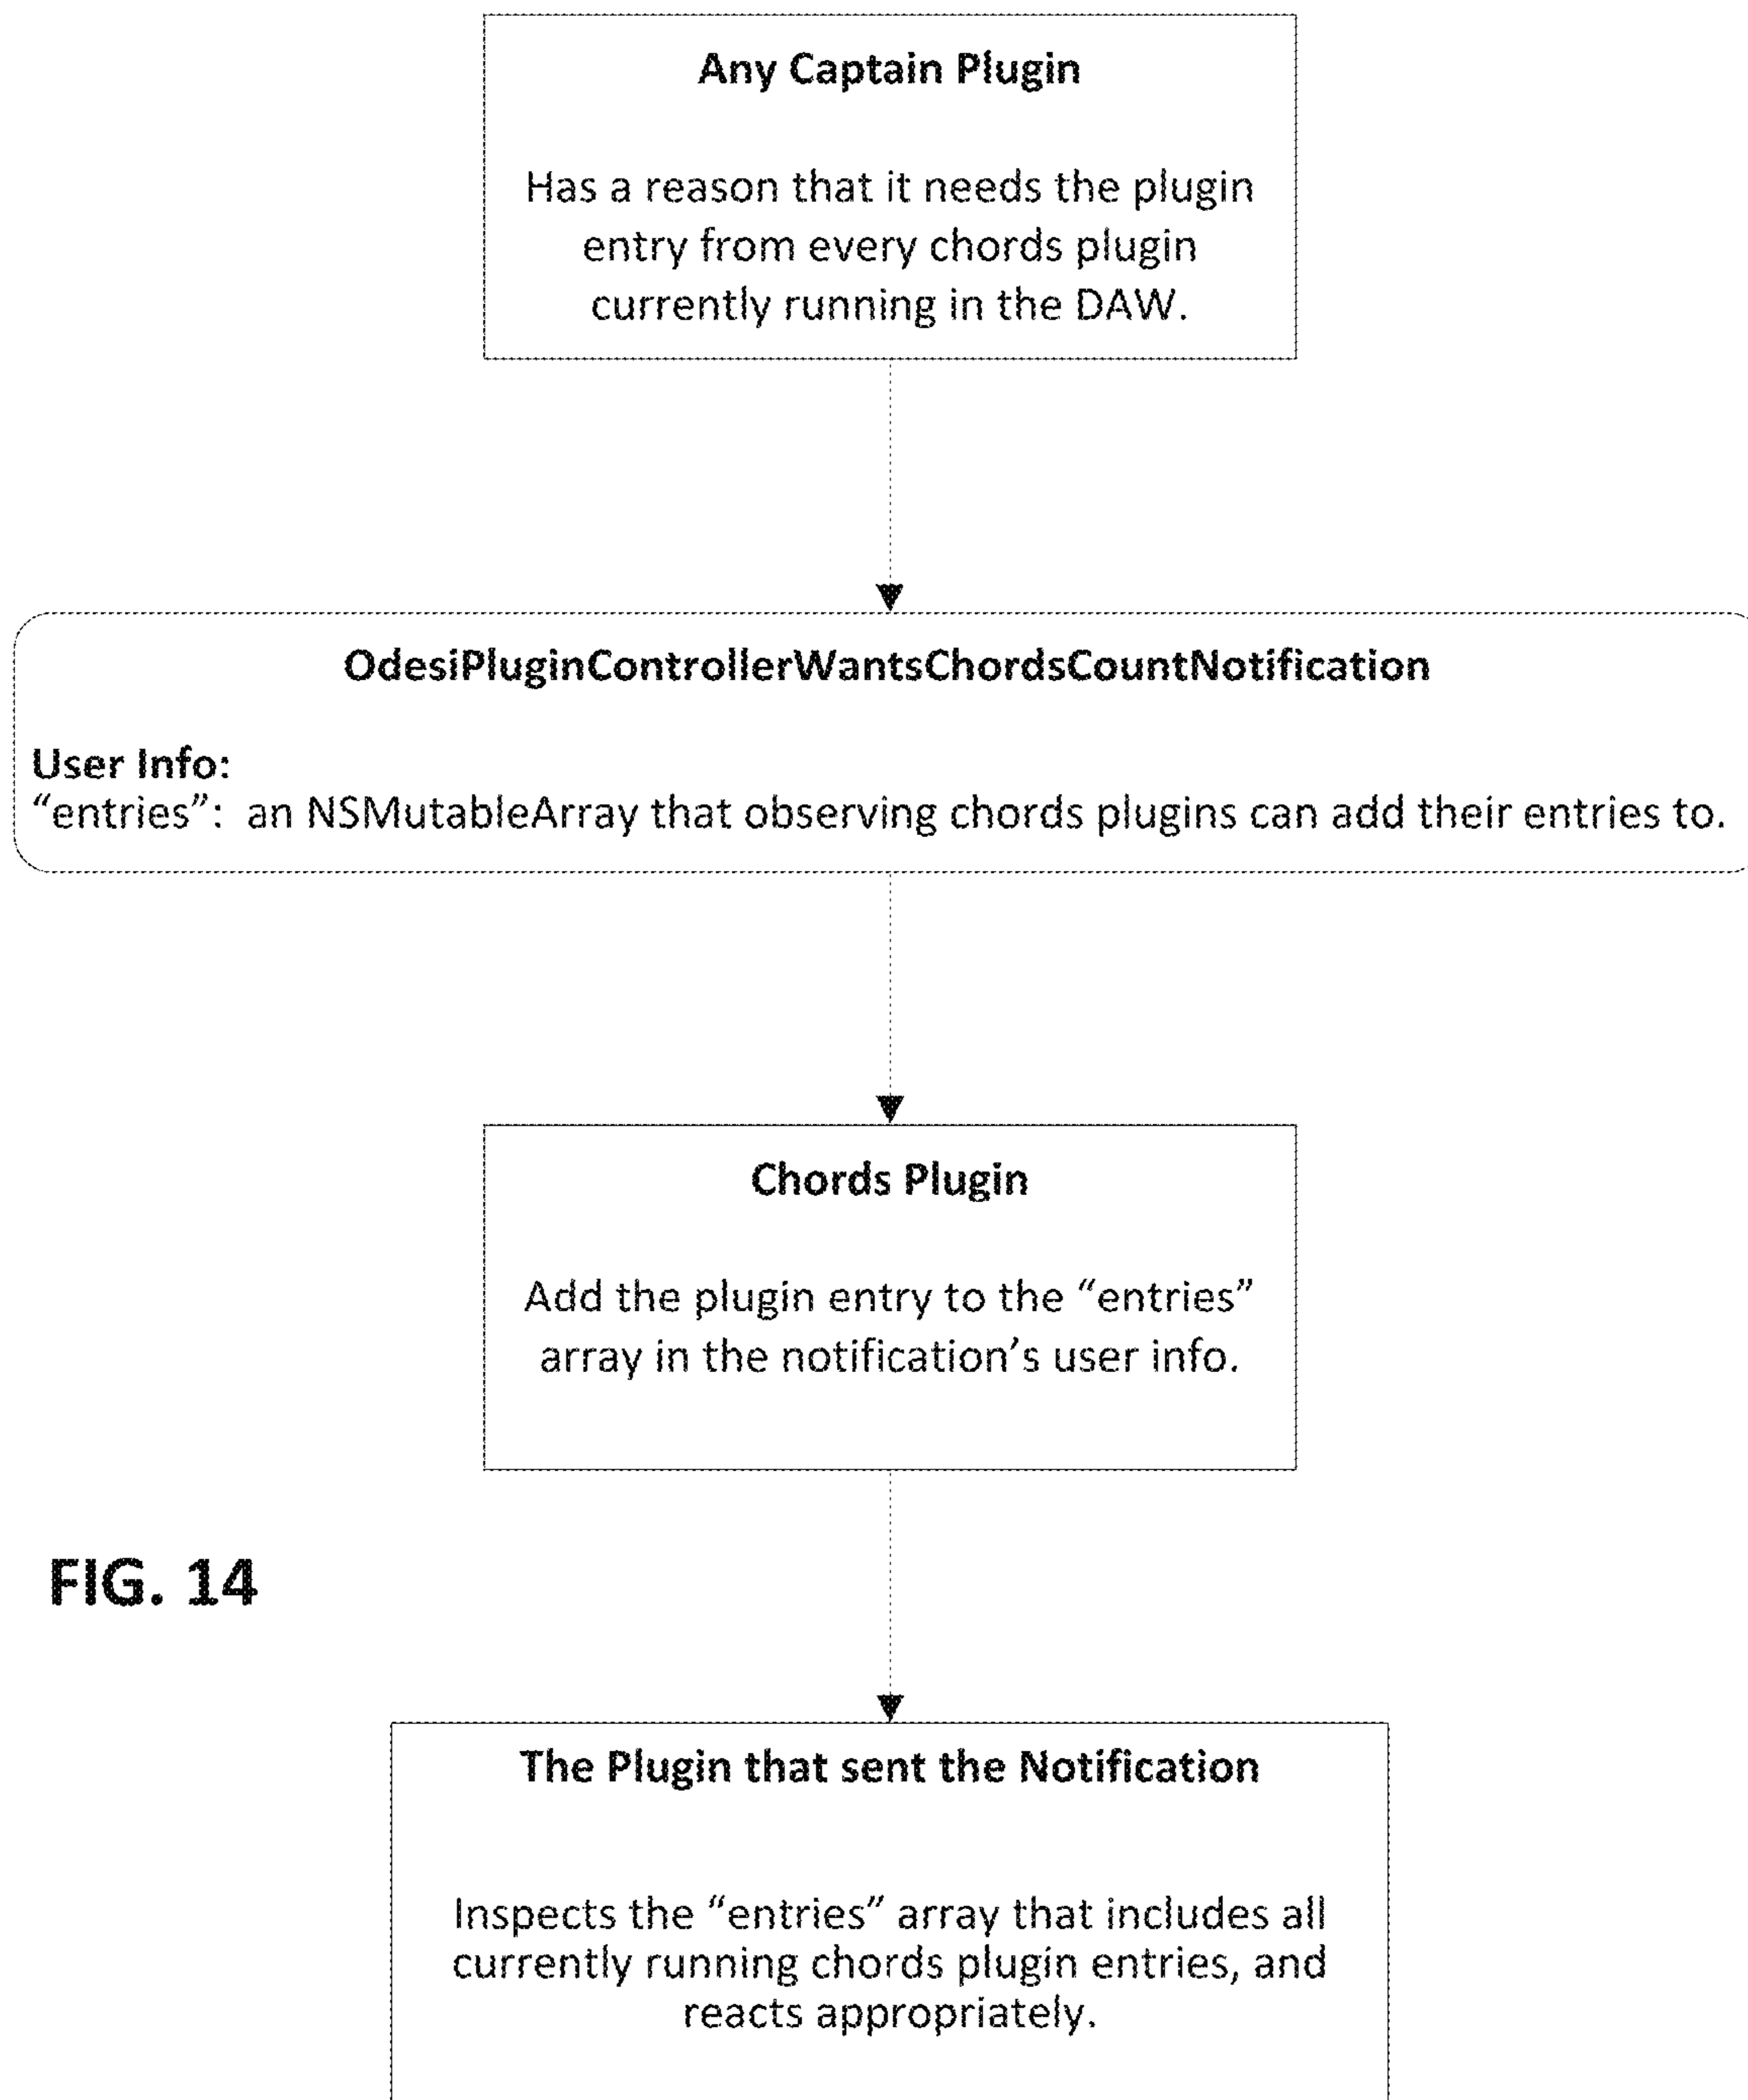 Any Captain Plugin
Has a reason that it needs the plugin
entry from every chords plugin
currently running in the DAW.
OdesiPluginControllerWantsChordsCountNotification
User Info:
“entries”: an NSMutableArray that observing chords plugins can add their entries to.
Chords Plugin
Add the plugin entry to the “entries”
array in the notification’s user info.
FIG. 14
The Plugin that sent the Notification
Inspects the “entries” array that includes all
currently running chords plugin entries, and
reacts appropriately.